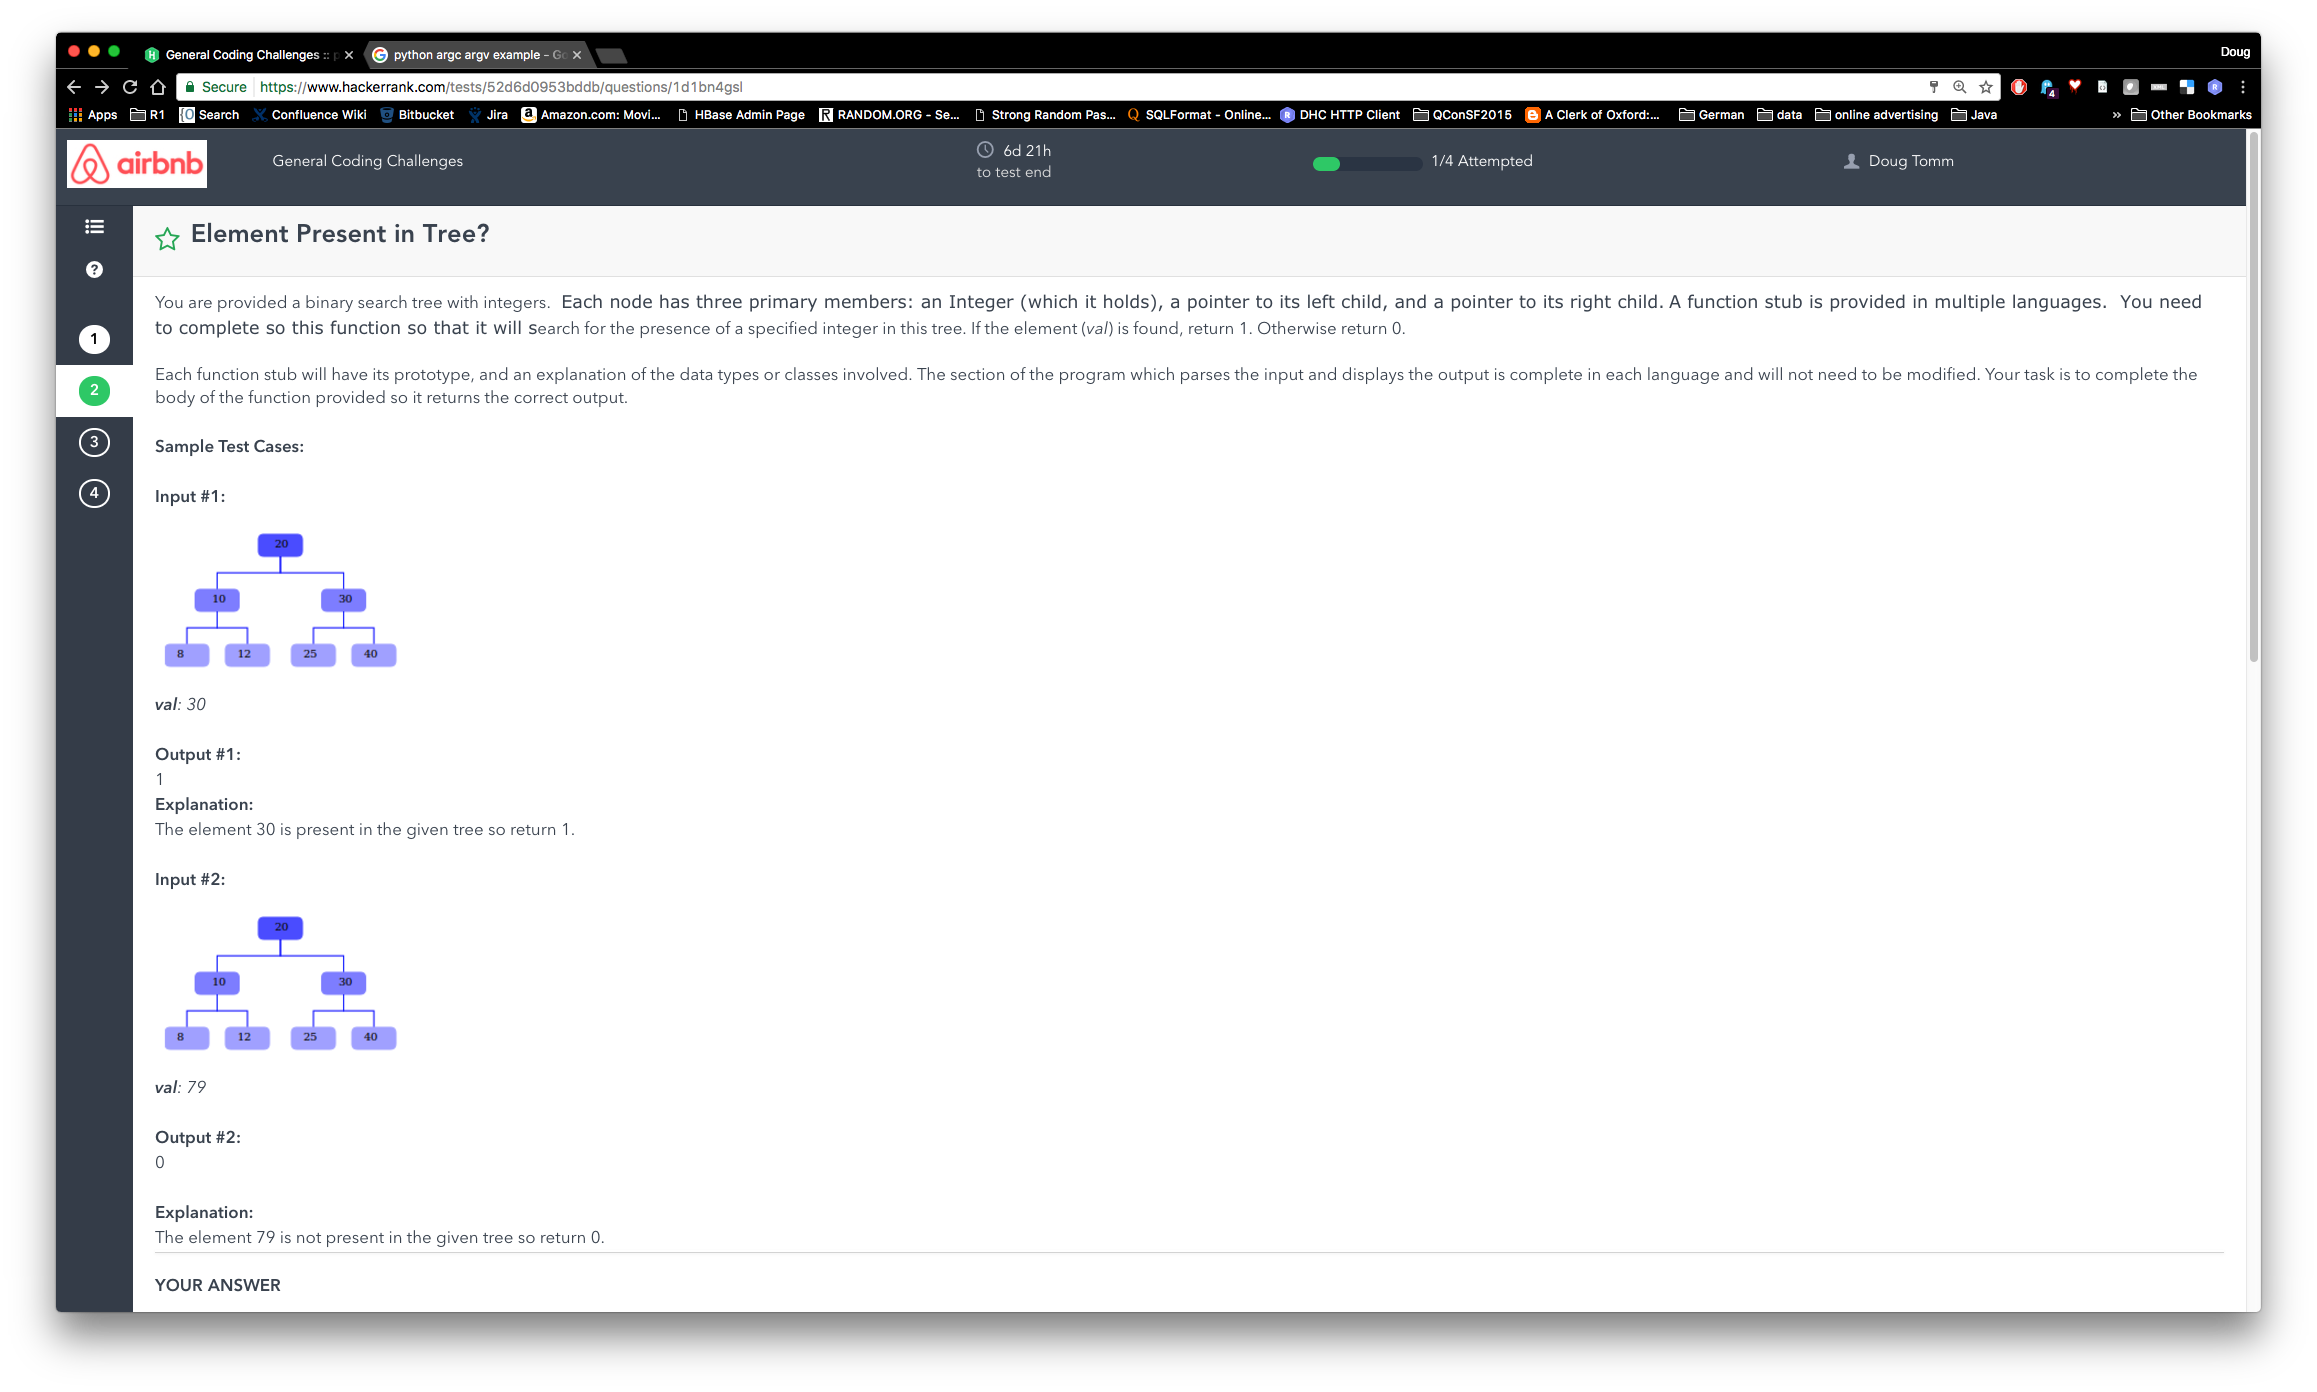 General Coding Challenges ::
python argc argv example - Go
Doug
Secure https://www.hackerrank.com/tests/52d6d0953bddb/questions/1d1bn4gsl
Apps R1 Search Confluence Wiki Bitbucket Jira Amazon.com: Movi... HBase Admin Page RANDOM.ORG - Se... Strong Random Pas... SQLFormat - Online... DHC HTTP Client QConSF2015 A Clerk of Oxford:... German data online advertising Java » Other Bookmarks
airbnb
General Coding Challenges
6d 21h
to test end
1/4 Attempted
Doug Tomm
1
2
3
4
Element Present in Tree?
You are provided a binary search tree with integers. Each node has three primary members: an Integer (which it holds), a pointer to its left child, and a pointer to its right child. A function stub is provided in multiple languages. You need
to complete so this function so that it will search for the presence of a specified integer in this tree. If the element (val) is found, return 1. Otherwise return 0.
Each function stub will have its prototype, and an explanation of the data types or classes involved. The section of the program which parses the input and displays the output is complete in each language and will not need to be modified. Your task is to complete the
body of the function provided so it returns the correct output.
Sample Test Cases:
Input #1:
20
10 30
8 12 25 40
val: 30
Output #1:
1
Explanation:
The element 30 is present in the given tree so return 1.
Input #2:
20
10 30
8 12 25 40
val: 79
Output #2:
0
Explanation:
The element 79 is not present in the given tree so return 0.
YOUR ANSWER